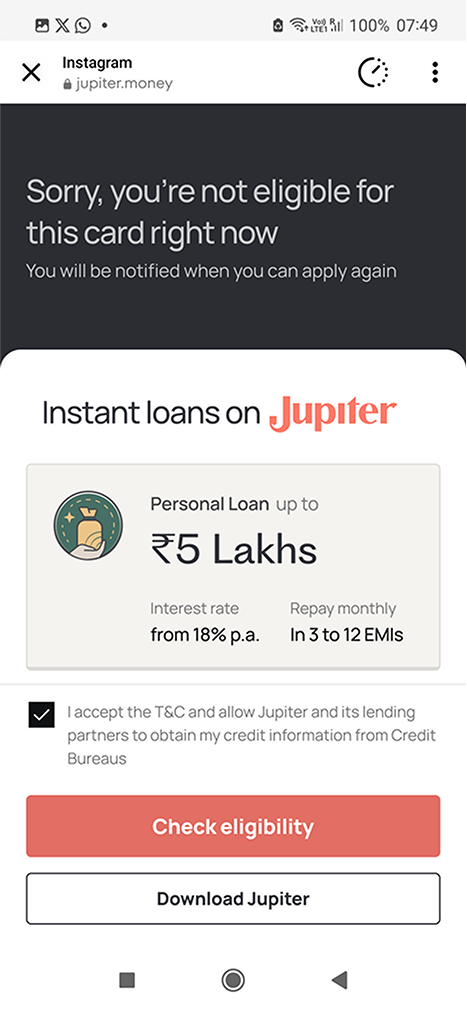 100% 07:49
Instagram
jupiter.money
Sorry, you're not eligible for
this card right now
You will be notified when you can apply again
Instant loans on Jupiter
Personal Loan up to
₹5 Lakhs
Interest rate
Repay monthly
from 18% p.a.
In 3 to 12 EMIs
I accept the T&C and allow Jupiter and its lending
partners to obtain my credit information from Credit
Bureaus
Check eligibility
Download Jupiter